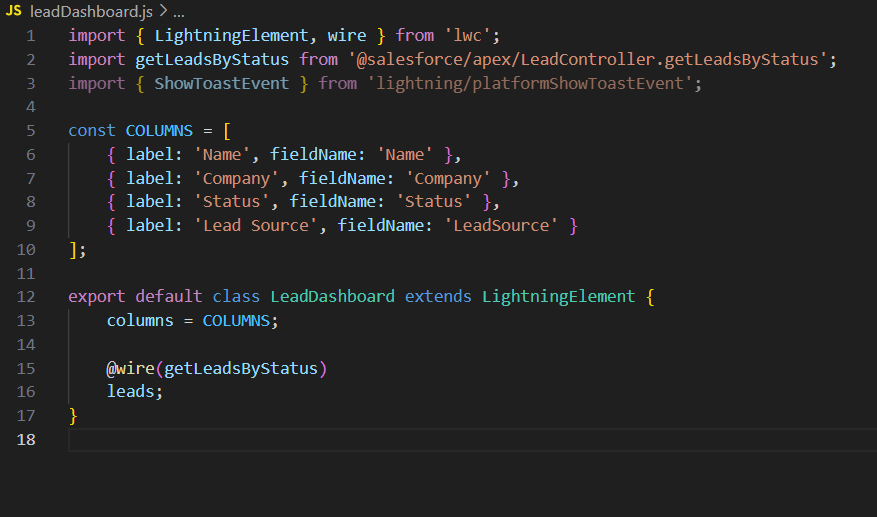 JS leadDashboard.js > ...
1 import { LightningElement, wire } from 'lwc';
2 import getLeadsByStatus from '@salesforce/apex/LeadController.getLeadsByStatus';
3 import { ShowToastEvent } from 'lightning/platformShowToastEvent';
4
5 const COLUMNS = [
6     { label: 'Name', fieldName: 'Name' },
7     { label: 'Company', fieldName: 'Company' },
8     { label: 'Status', fieldName: 'Status' },
9     { label: 'Lead Source', fieldName: 'LeadSource' }
10 ];
11
12 export default class LeadDashboard extends LightningElement {
13     columns = COLUMNS;
14
15     @wire(getLeadsByStatus)
16     leads;
17 }
18